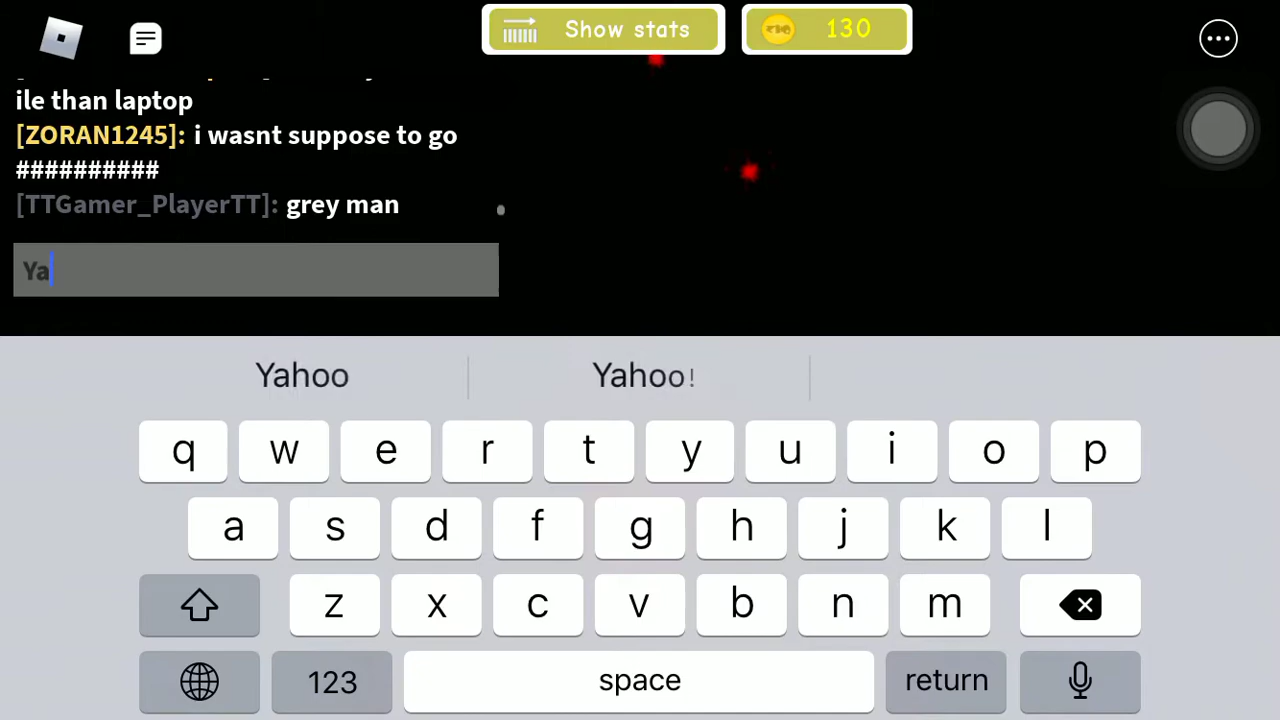 Show stats
130
ile than laptop
[ZORAN1245]: i wasnt suppose to go
##########
[TTGamer_PlayerTT]: grey man
Ya
Yahoo
Yahoo!
q w e r t y u i o p
a s d f g h j k l
z x c v b n m
123 space return